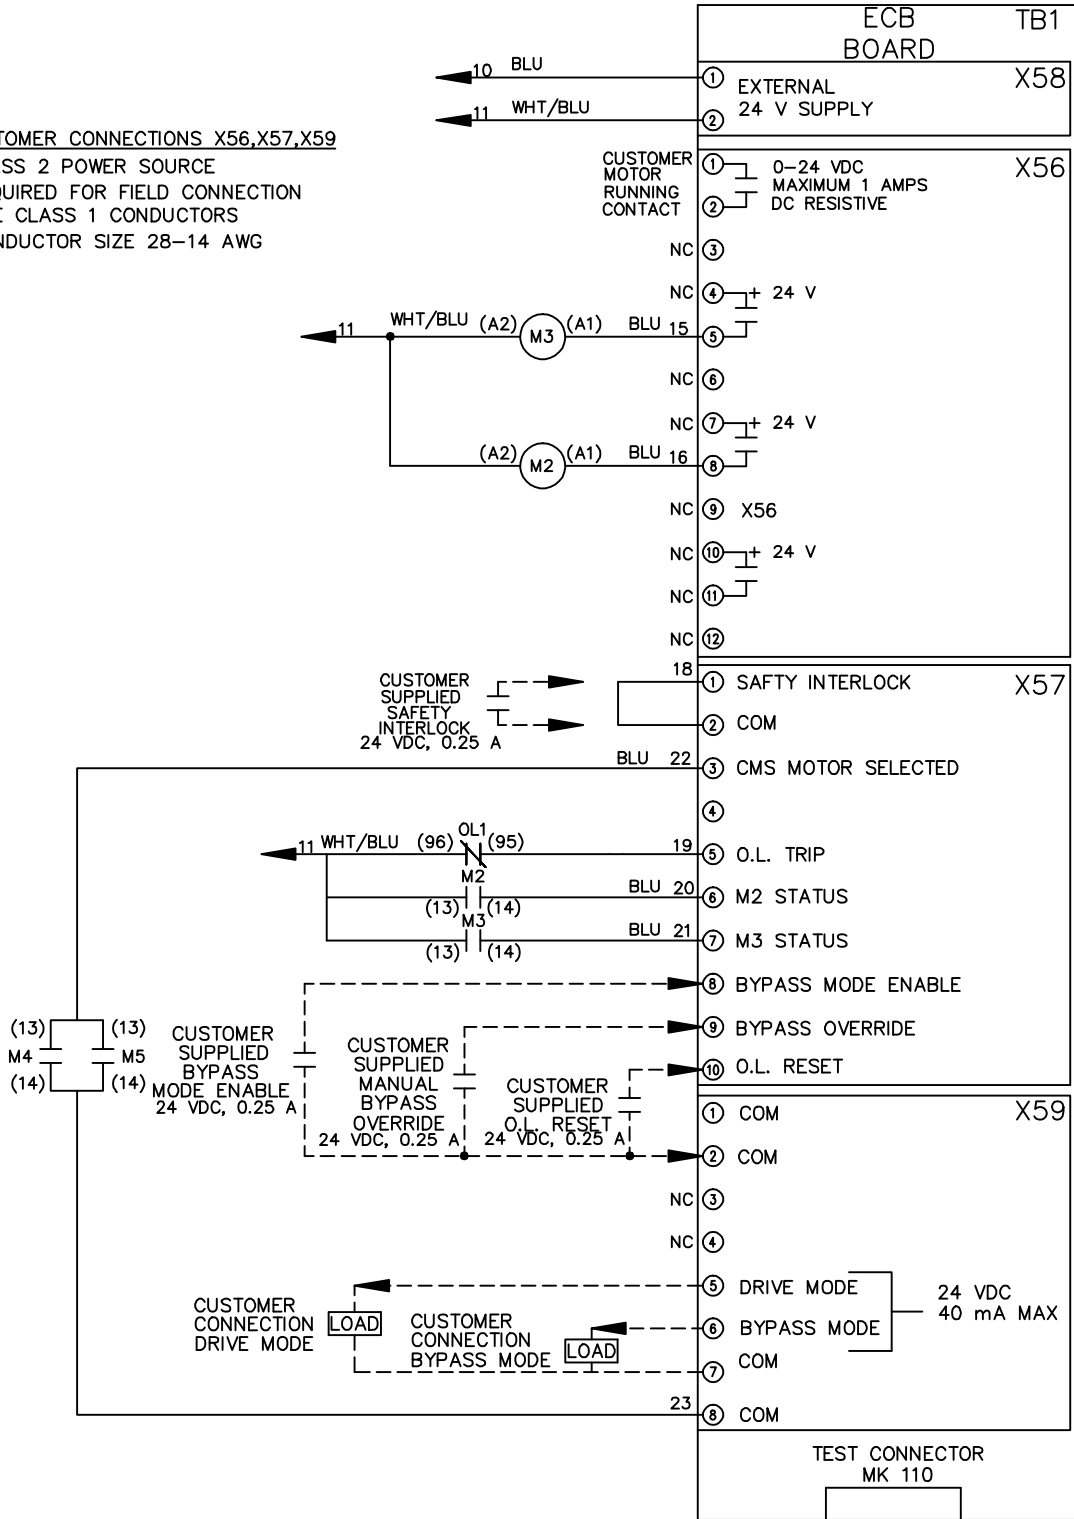 ECB
BOARD
TB1
10 BLU
1 EXTERNAL
24 V SUPPLY
X58
11 WHT/BLU
2
TOMER CONNECTIONS X56,X57,X59
SS 2 POWER SOURCE
QUIRED FOR FIELD CONNECTION
E CLASS 1 CONDUCTORS
NDUCTOR SIZE 28-14 AWG
CUSTOMER
MOTOR
RUNNING
CONTACT
1
2
0-24 VDC
MAXIMUM 1 AMPS
DC RESISTIVE
X56
NC 3
NC 4 + 24 V
11 WHT/BLU (A2) M3 (A1) BLU 15 5
NC 6
NC 7 + 24 V
(A2) M2 (A1) BLU 16 8
NC 9 X56
NC 10 + 24 V
NC 11
NC 12
CUSTOMER
SUPPLIED
SAFETY
INTERLOCK
24 VDC, 0.25 A
18 1 SAFTY INTERLOCK
X57
2 COM
BLU 22 3 CMS MOTOR SELECTED
4
11 WHT/BLU (96) OL1 (95) 19 5 O.L. TRIP
M2
(13) (14) BLU 20 6 M2 STATUS
M3
(13) (14) BLU 21 7 M3 STATUS
8 BYPASS MODE ENABLE
9 BYPASS OVERRIDE
10 O.L. RESET
(13) (13)
M4 M5
(14) (14)
CUSTOMER
SUPPLIED
BYPASS
MODE ENABLE
24 VDC, 0.25 A
CUSTOMER
SUPPLIED
MANUAL
BYPASS
OVERRIDE
24 VDC, 0.25 A
CUSTOMER
SUPPLIED
O.L. RESET
24 VDC, 0.25 A
1 COM
X59
2 COM
NC 3
NC 4
5 DRIVE MODE
6 BYPASS MODE
24 VDC
40 mA MAX
7 COM
CUSTOMER
CONNECTION
DRIVE MODE
LOAD
CUSTOMER
CONNECTION
BYPASS MODE
LOAD
23 8 COM
TEST CONNECTOR
MK 110